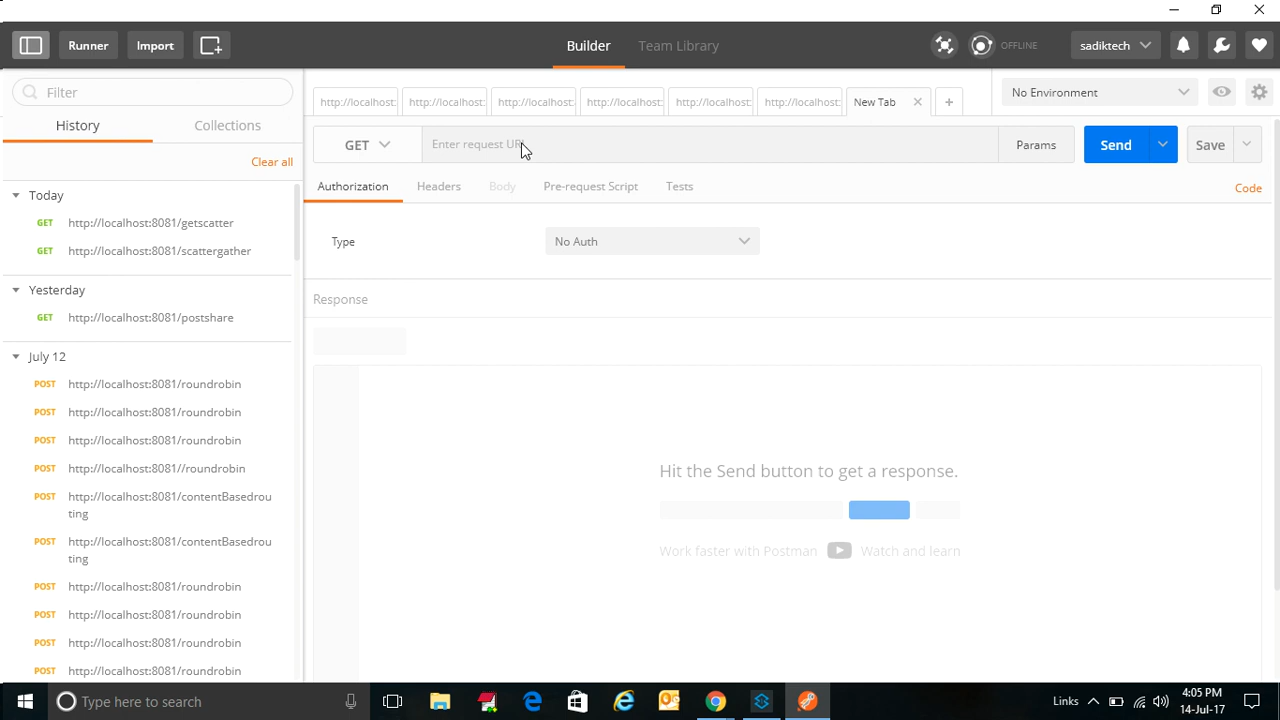 Runner
Import
Builder
Team Library
OFFLINE
sadiktech
Filter
http://localhost:
http://localhost:
http://localhost:
http://localhost:
http://localhost:
http://localhost:
New Tab
No Environment
History
Collections
GET
Enter request UR
Params
Send
Save
Clear all
Authorization
Headers
Body
Pre-request Script
Tests
Code
Today
GET http://localhost:8081/getscatter
GET http://localhost:8081/scattergather
Type
No Auth
Yesterday
GET http://localhost:8081/postshare
Response
July 12
POST http://localhost:8081/roundrobin
POST http://localhost:8081/roundrobin
POST http://localhost:8081/roundrobin
POST http://localhost:8081//roundrobin
POST http://localhost:8081/contentBasedrou
ting
POST http://localhost:8081/contentBasedrou
ting
POST http://localhost:8081/roundrobin
POST http://localhost:8081/roundrobin
POST http://localhost:8081/roundrobin
POST http://localhost:8081/roundrobin
Hit the Send button to get a response.
Work faster with Postman
Watch and learn
Type here to search
Links
4:05 PM
14-Jul-17